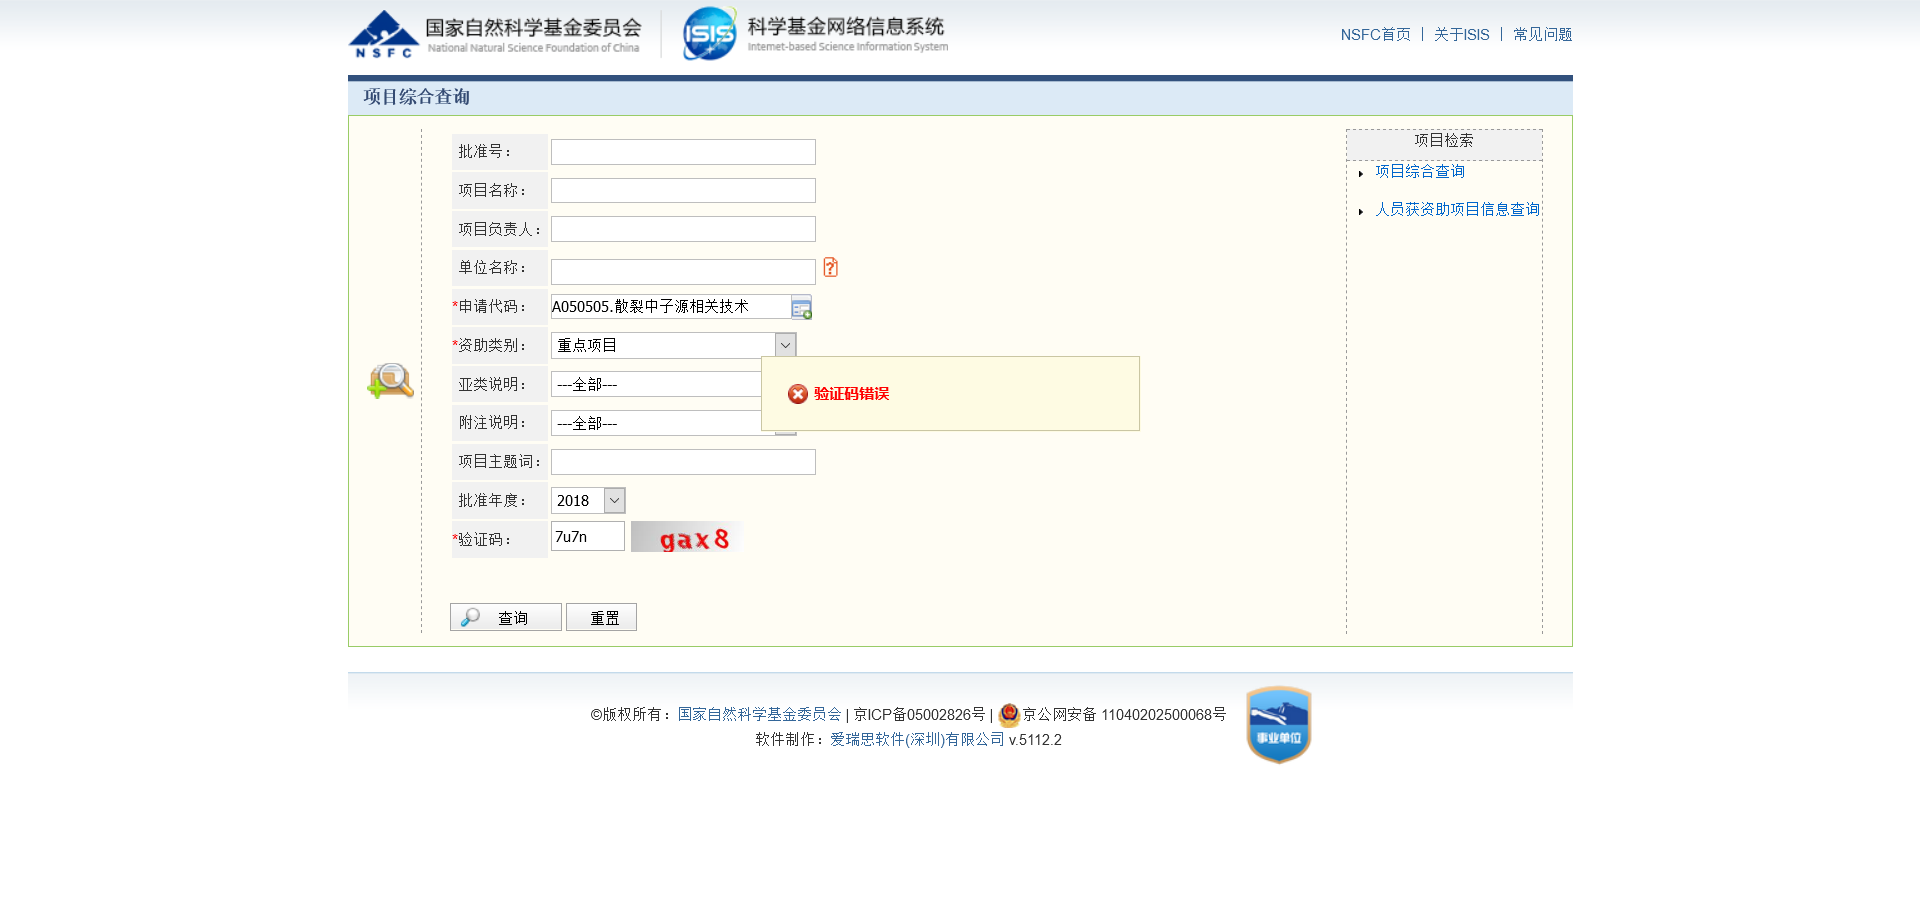 国家自然科学基金委员会
National Natural Science Foundation of China
NSFC
ISIS
科学基金网络信息系统
Internet-based Science Information System
NSFC首页 | 关于ISIS | 常见问题
项目综合查询
批准号：
项目名称：
项目负责人：
单位名称：
*申请代码： A050505.散裂中子源相关技术
*资助类别： 重点项目
亚类说明： ---全部---
验证码错误
附注说明： ---全部---
项目主题词：
批准年度： 2018
*验证码： 7u7n gax8
查询 重置
项目检索
项目综合查询
人员获资助项目信息查询
©版权所有：国家自然科学基金委员会 | 京ICP备05002826号 | 京公网安备 11040202500068号
软件制作：爱瑞思软件(深圳)有限公司 v.5112.2
事业单位